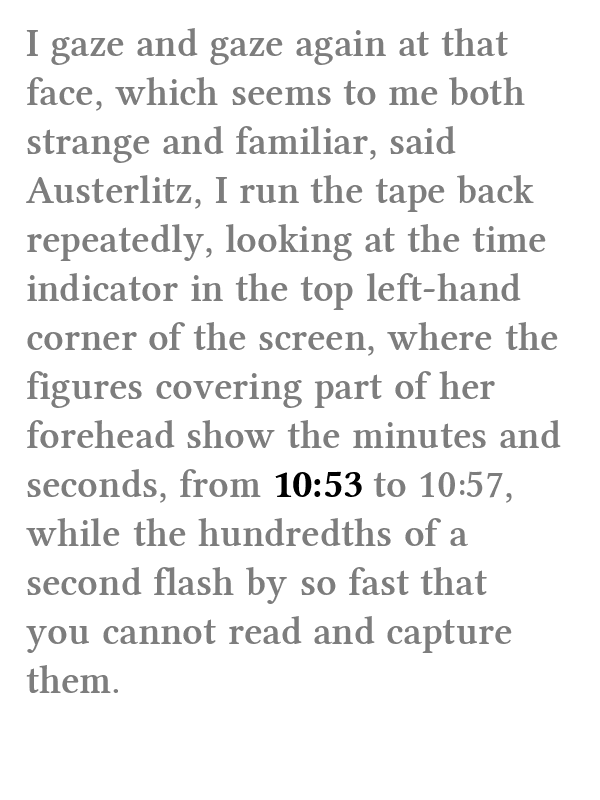 I gaze and gaze again at that
face, which seems to me both
strange and familiar, said
Austerlitz, I run the tape back
repeatedly, looking at the time
indicator in the top left-hand
corner of the screen, where the
figures covering part of her
forehead show the minutes and
seconds, from 10:53 to 10:57,
while the hundredths of a
second flash by so fast that
you cannot read and capture
them.